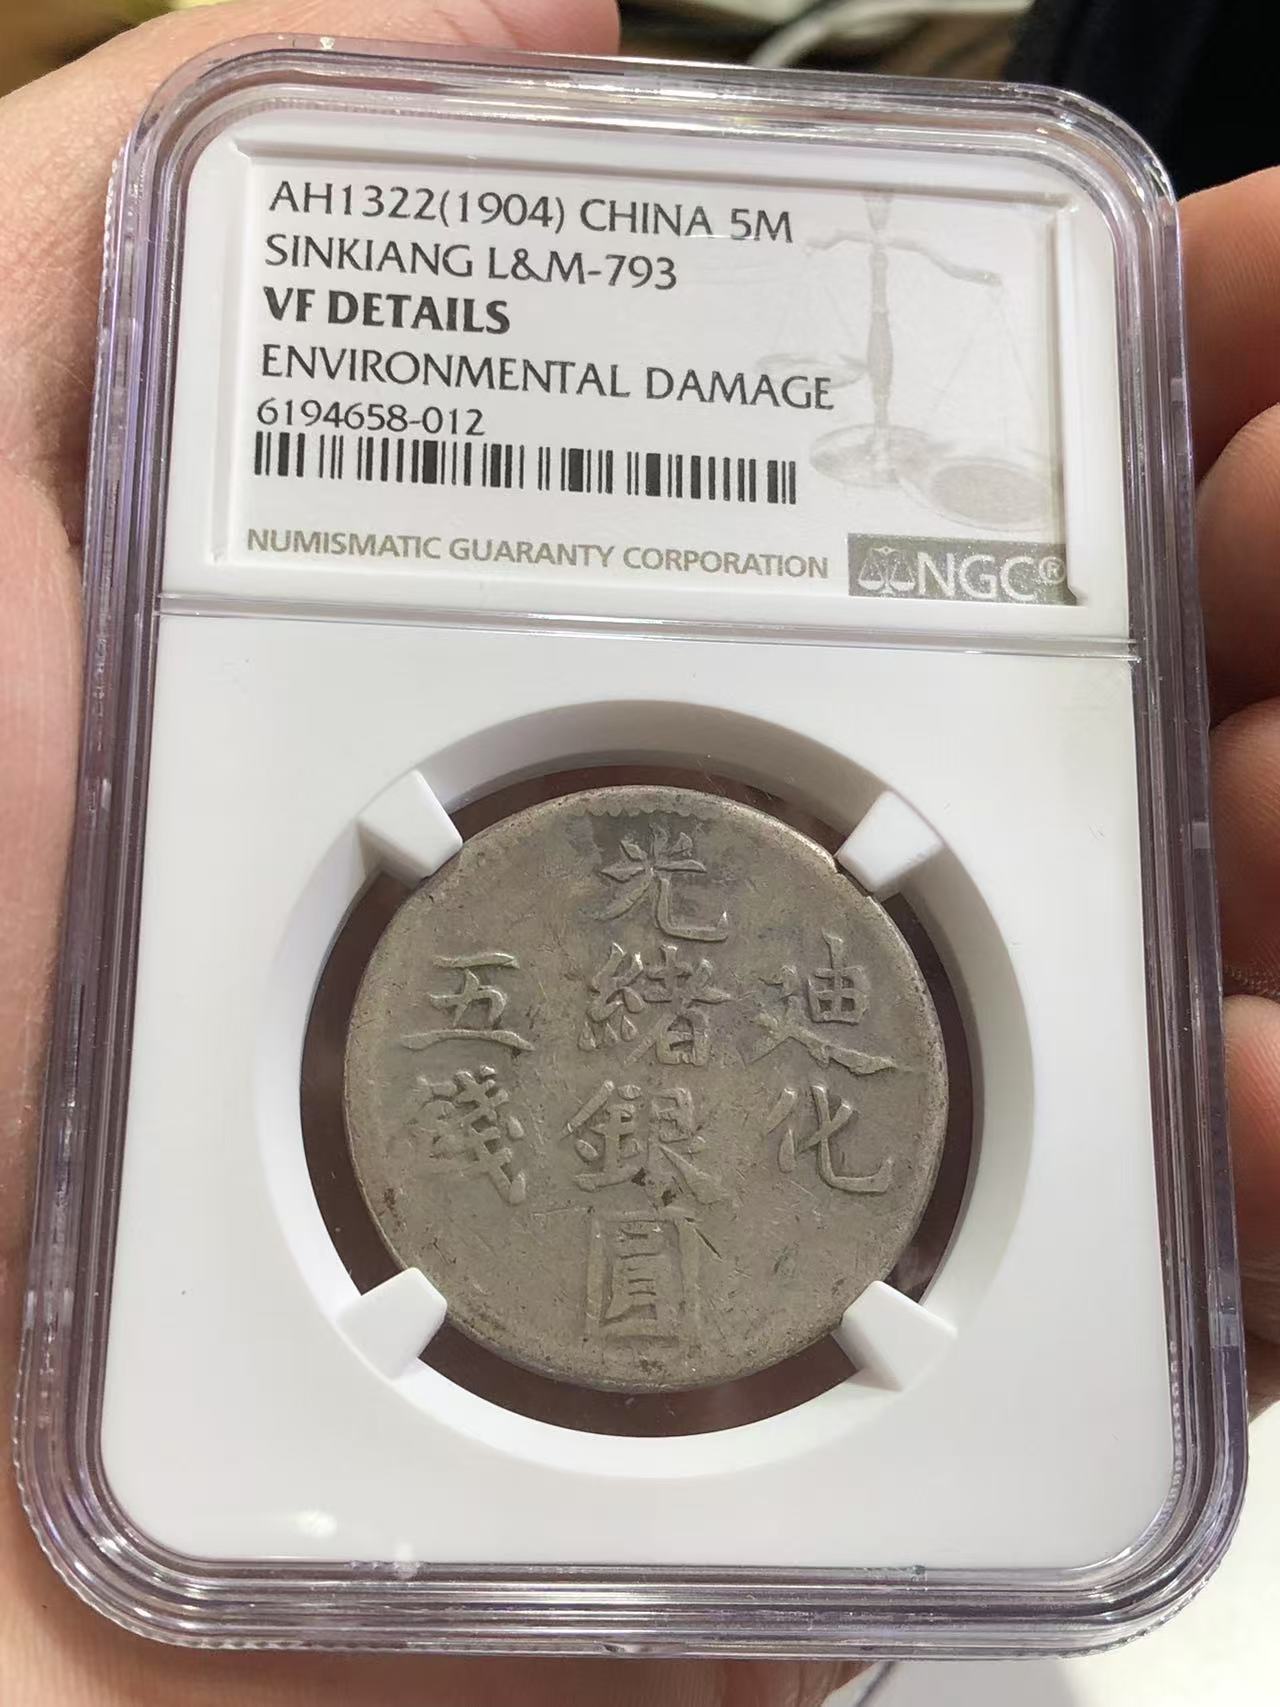 AH1322(1904) CHINA 5M
SINKIANG L&M-793
VF DETAILS
ENVIRONMENTAL DAMAGE
6194658-012
NUMISMATIC GUARANTY CORPORATION
NGC®
迪化
光緒銀圓
五錢